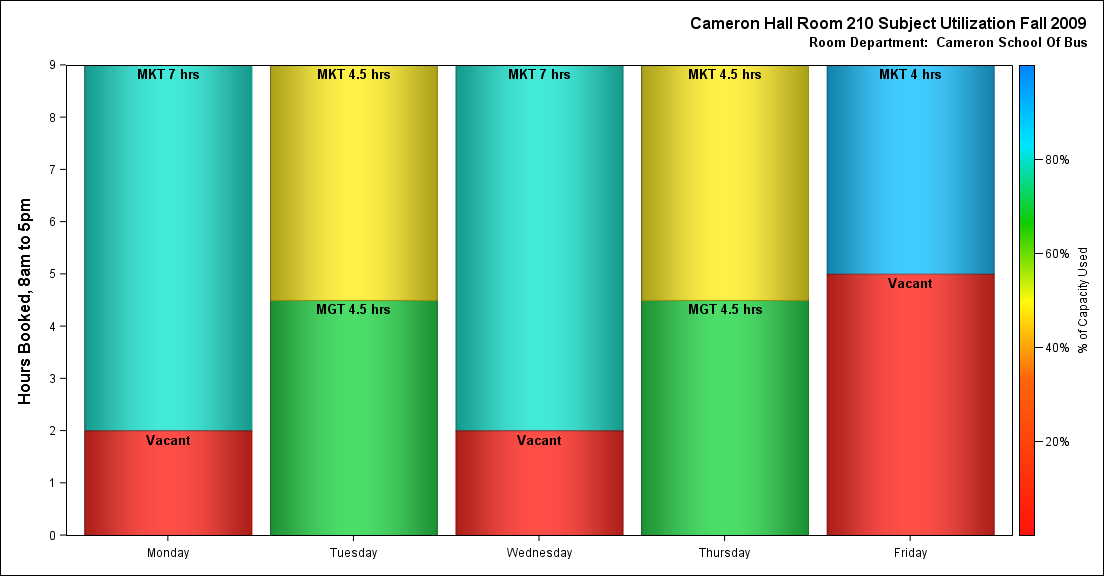 Cameron Hall Room 210 Subject Utilization Fall 2009
Room Department:  Cameron School Of Bus
Hours Booked, 8am to 5pm
9
8
7
6
5
4
3
2
1
0
MKT 7 hrs
Vacant
MKT 4.5 hrs
MGT 4.5 hrs
MKT 7 hrs
Vacant
MKT 4.5 hrs
MGT 4.5 hrs
MKT 4 hrs
Vacant
Monday
Tuesday
Wednesday
Thursday
Friday
80%
60%
40%
20%
% of Capacity Used